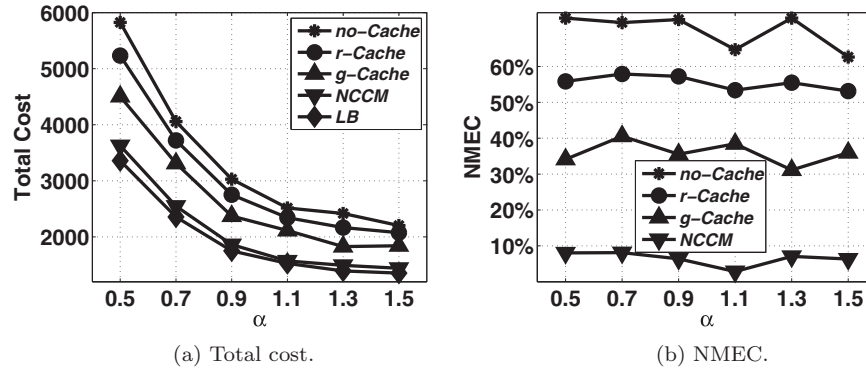 Total Cost
6000
5000
4000
3000
2000
no-Cache
r-Cache
g-Cache
NCCM
LB
0.5 0.7 0.9 1.1 1.3 1.5
α
(a) Total cost.
NMEC
60%
50%
40%
30%
20%
10%
no-Cache
r-Cache
g-Cache
NCCM
0.5 0.7 0.9 1.1 1.3 1.5
α
(b) NMEC.